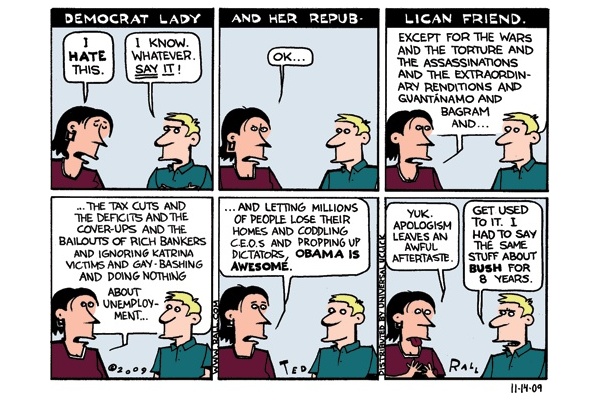 DEMOCRAT LADY
AND HER REPUB-
LICAN FRIEND.
I
HATE
THIS.
I KNOW.
WHATEVER.
SAY IT!
OK...
EXCEPT FOR THE WARS
AND THE TORTURE AND
THE ASSASSINATIONS
AND THE EXTRAORDIN-
ARY RENDITIONS AND
GUANTÁNAMO AND
BAGRAM
AND...
...THE TAX CUTS AND
THE DEFICITS AND THE
COVER-UPS AND THE
BAILOUTS OF RICH BANKERS
AND IGNORING KATRINA
VICTIMS AND GAY-BASHING
AND DOING NOTHING
ABOUT
UNEMPLOY-
MENT...
©2009
WWW.RALL.COM
...AND LETTING MILLIONS
OF PEOPLE LOSE THEIR
HOMES AND CODDLING
C.E.O.S AND PROPPING UP
DICTATORS, OBAMA IS
AWESOME.
TED
DISTRIBUTED BY UNIVERSAL UCLICK
YUK.
APOLOGISM
LEAVES AN
AWFUL
AFTERTASTE.
GET USED
TO IT. I
HAD TO SAY
THE SAME
STUFF ABOUT
BUSH FOR
8 YEARS.
RALL
11-14-09